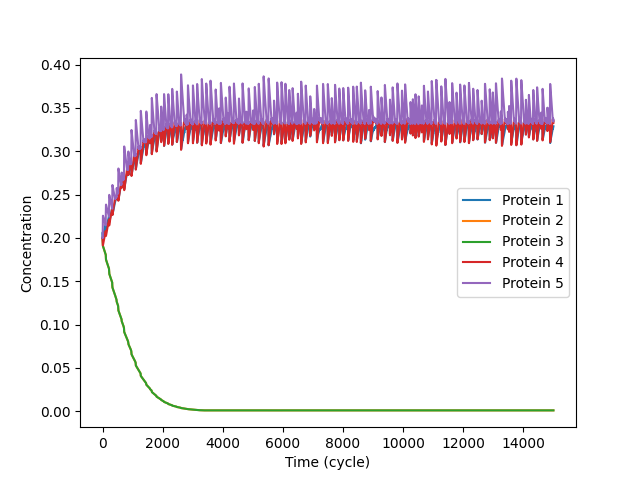 0.40
0.35
0.30
0.25
0.20
0.15
0.10
0.05
0.00
Concentration
Protein 1
Protein 2
Protein 3
Protein 4
Protein 5
0 2000 4000 6000 8000 10000 12000 14000
Time (cycle)